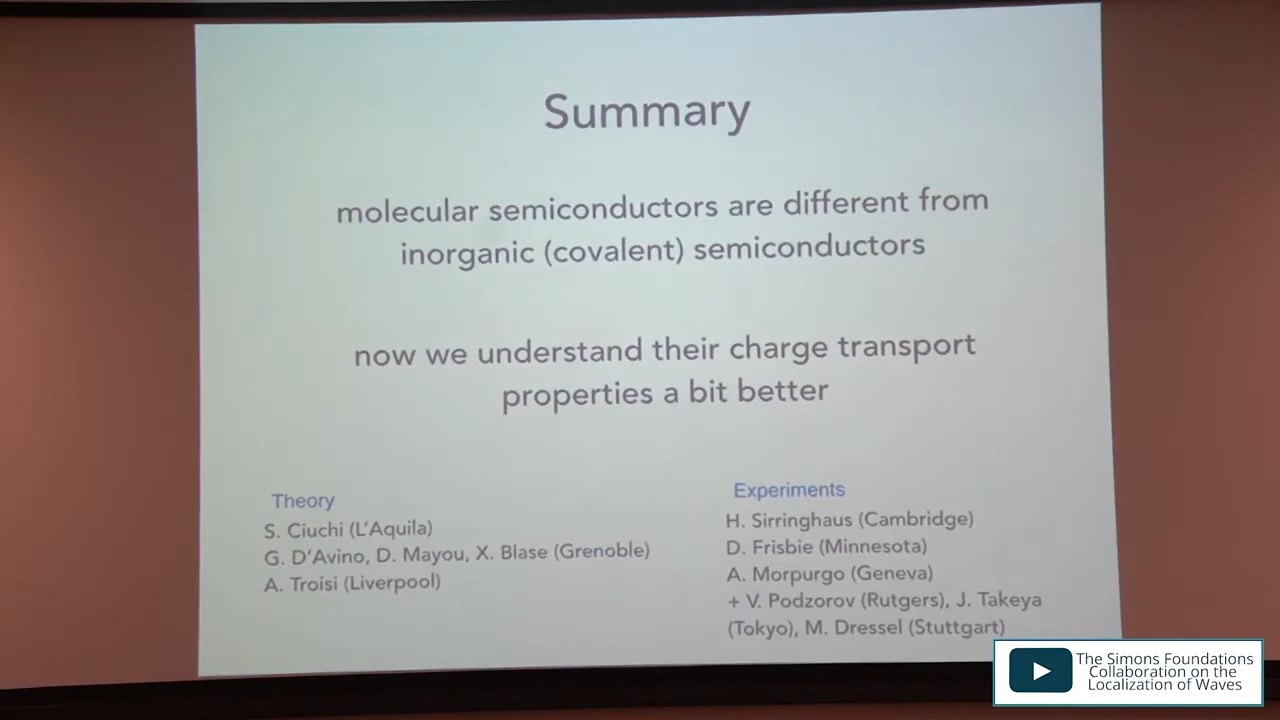 Summary
molecular semiconductors are different from
inorganic (covalent) semiconductors
now we understand their charge transport
properties a bit better
Theory
S. Ciuchi (L'Aquila)
G. D'Avino, D. Mayou, X. Blase (Grenoble)
A. Troisi (Liverpool)
Experiments
H. Sirringhaus (Cambridge)
D. Frisbie (Minnesota)
A. Morpurgo (Geneva)
+ V. Podzorov (Rutgers), J. Takeya
(Tokyo), M. Dressel (Stuttgart)
The Simons Foundations
Collaboration on the
Localization of Waves